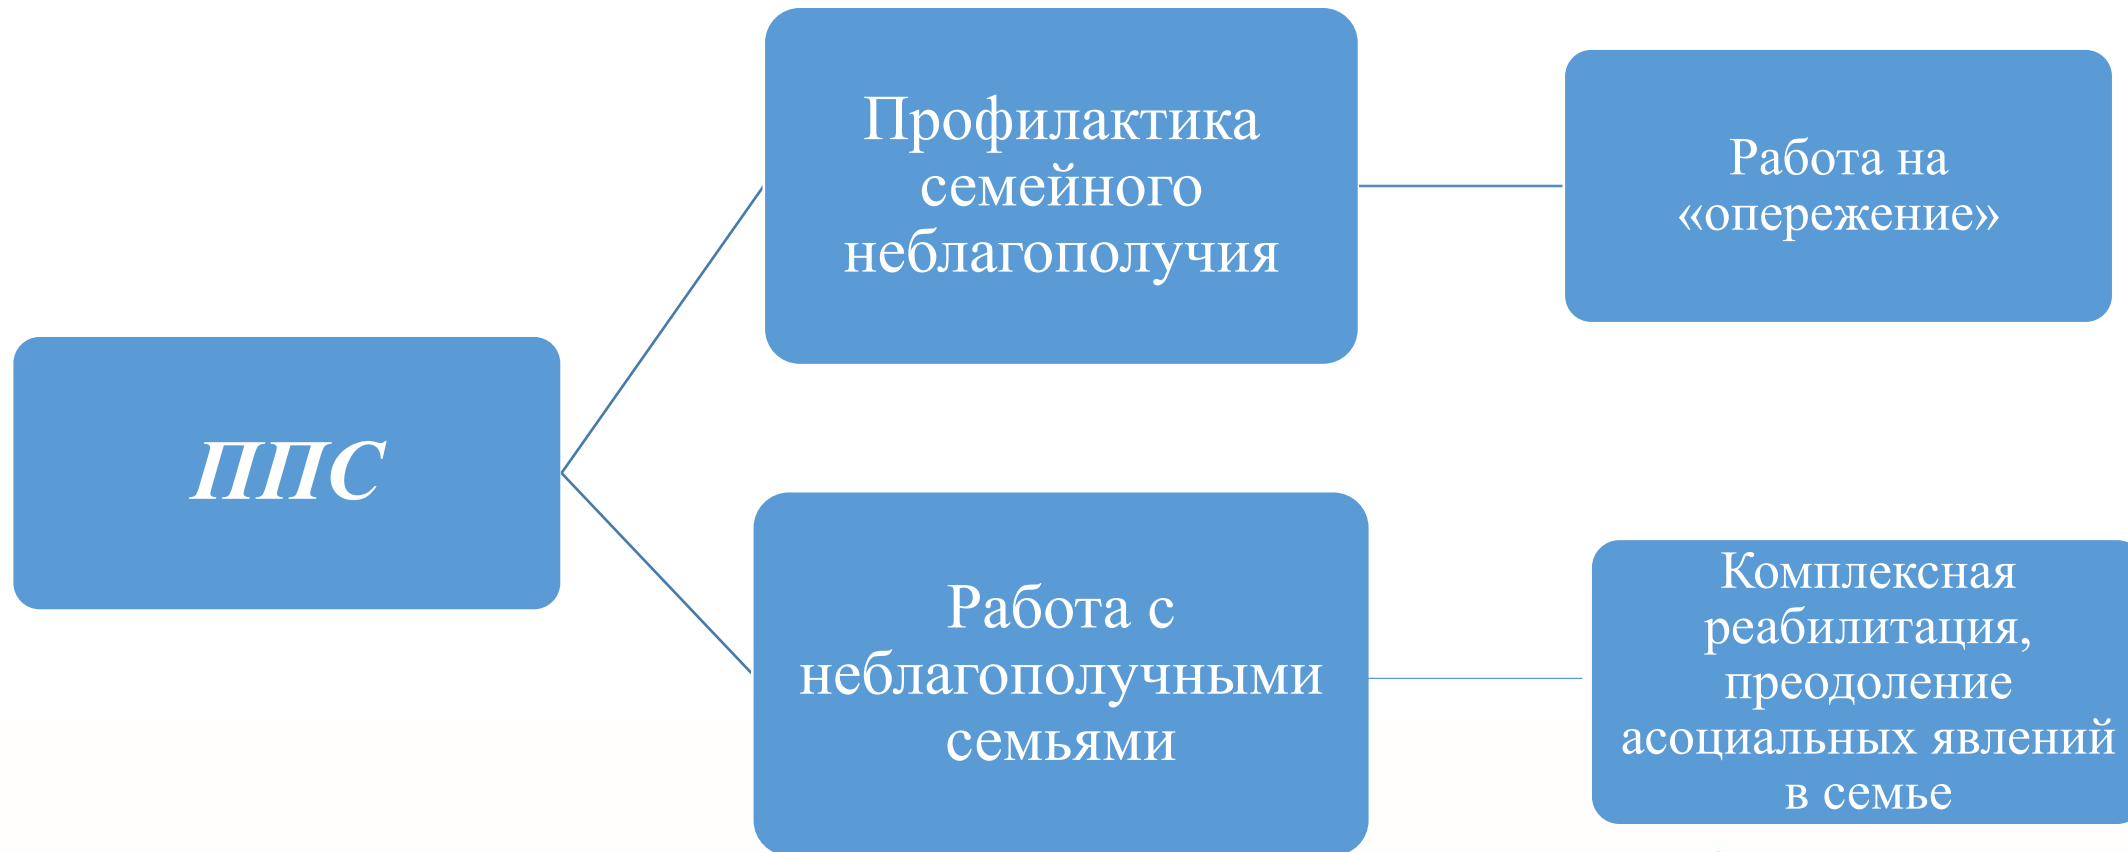 ППС
Профилактика
семейного
неблагополучия
Работа на
«опережение»
Работа с
неблагополучными
семьями
Комплексная
реабилитация,
преодоление
асоциальных явлений
в семье